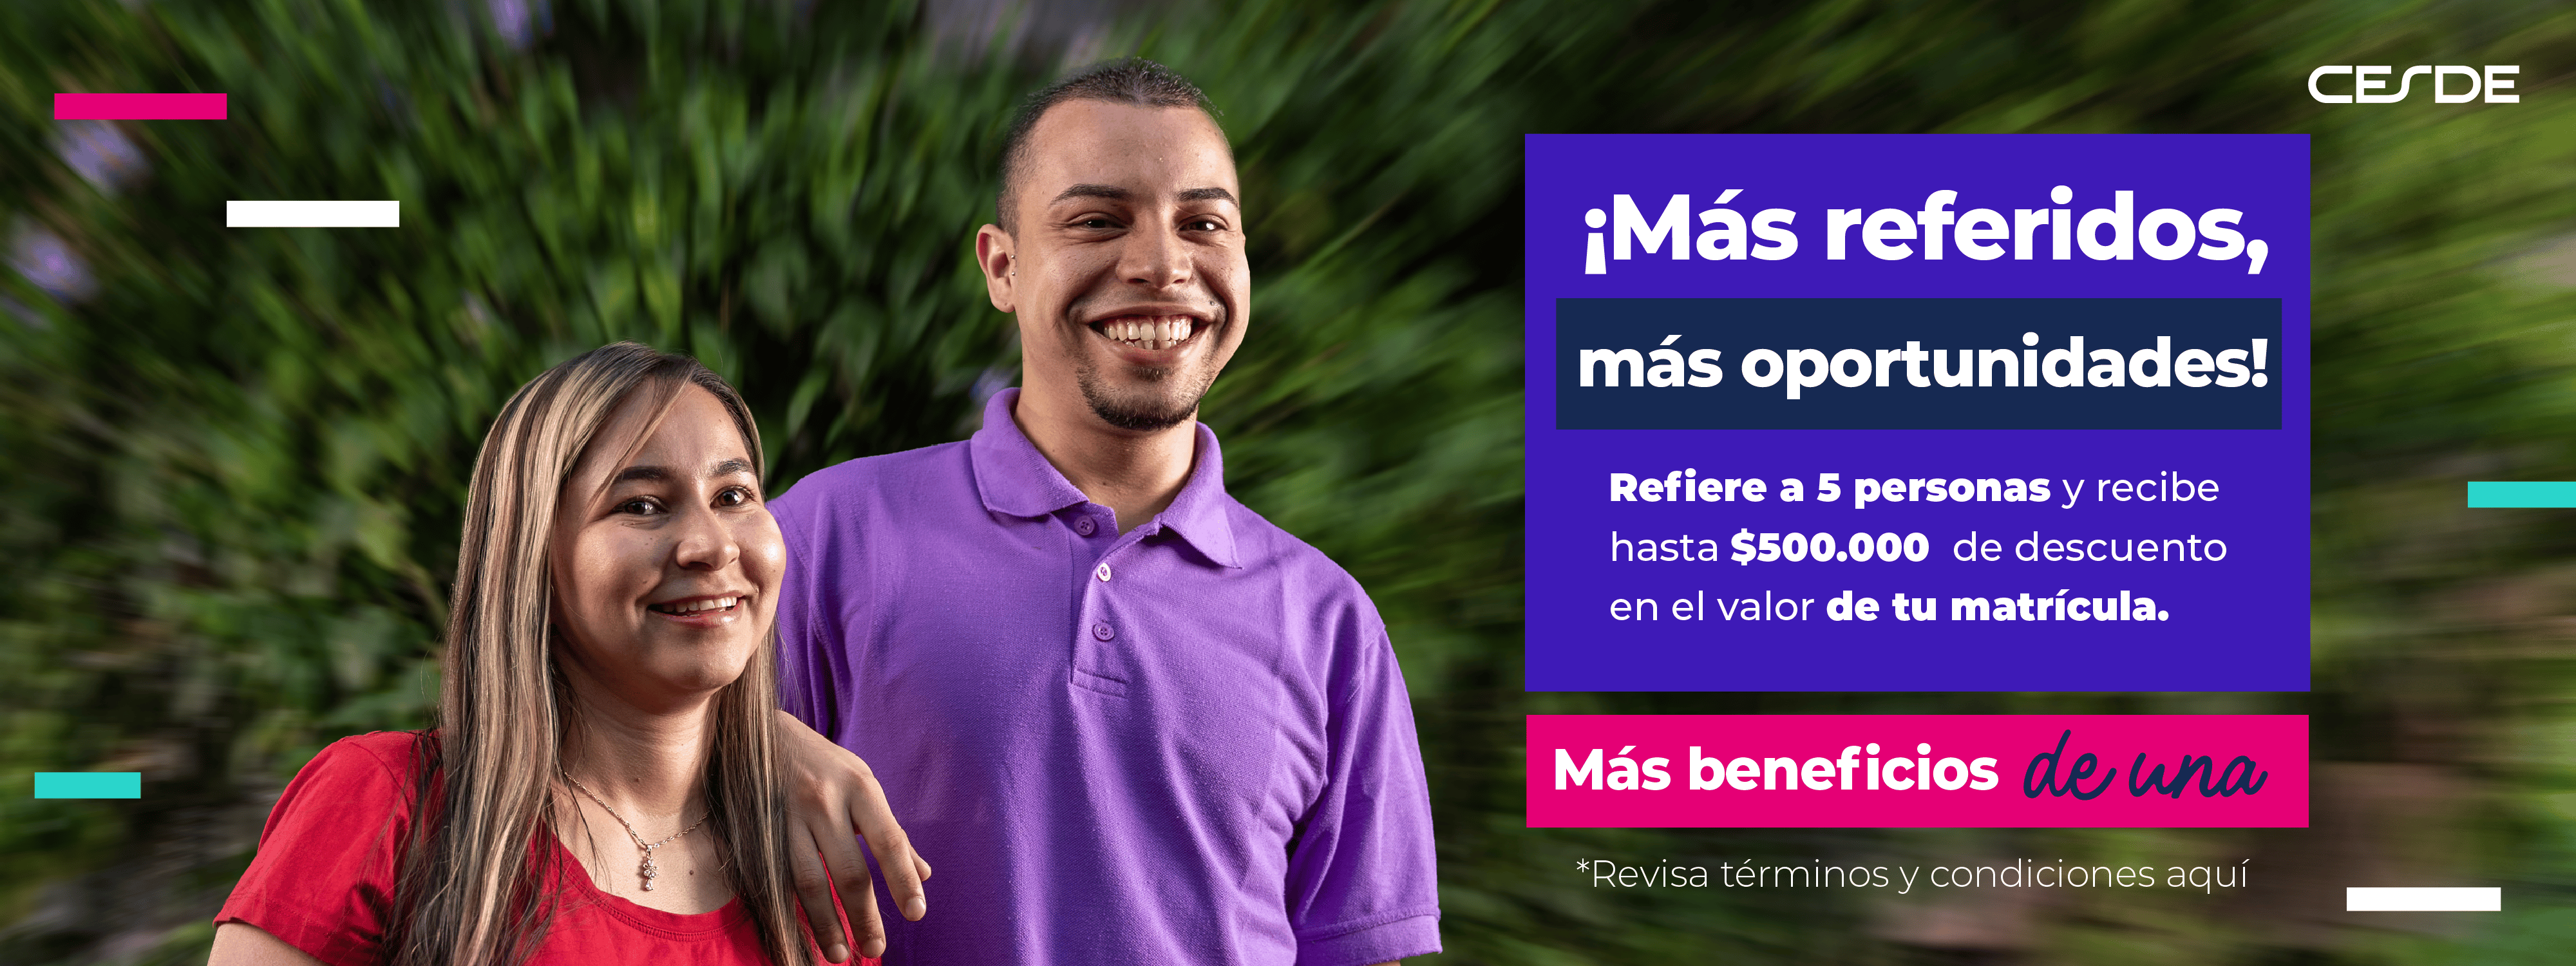 CESDE
¡Más referidos,
más oportunidades!
Refiere a 5 personas y recibe
hasta $500.000 de descuento
en el valor de tu matrícula.
Más beneficios de una
*Revisa términos y condiciones aquí